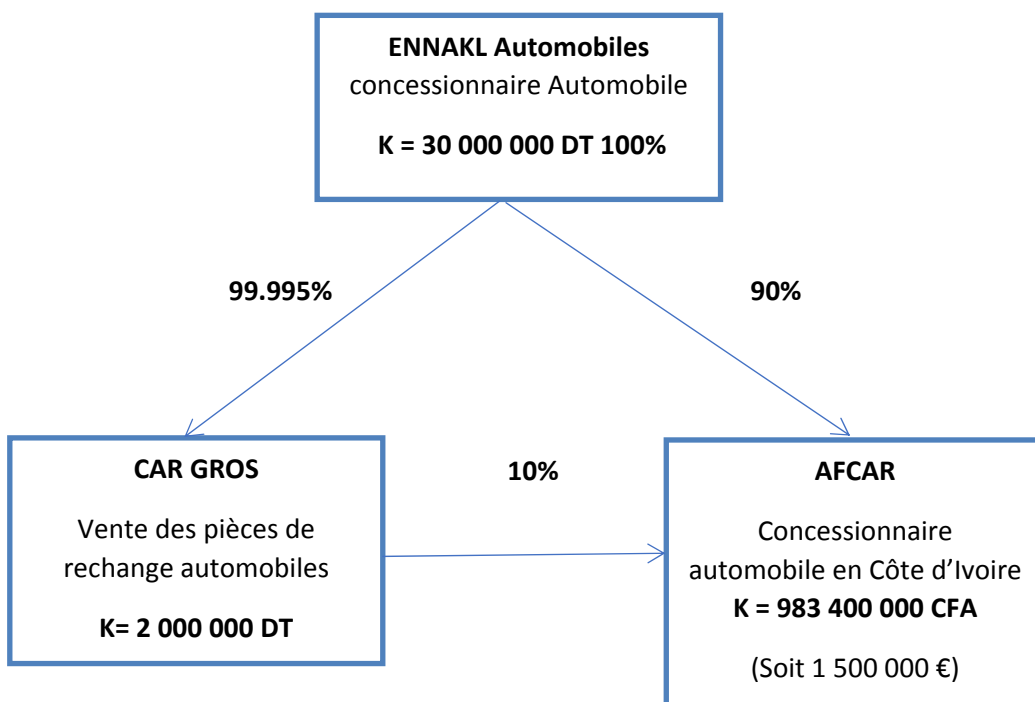 ENNAKL Automobiles
concessionnaire Automobile
K = 30 000 000 DT 100%
99.995%
90%
CAR GROS
Vente des pièces de
rechange automobiles
K= 2 000 000 DT
10%
AFCAR
Concessionnaire
automobile en Côte d’Ivoire
K = 983 400 000 CFA
(Soit 1 500 000 €)